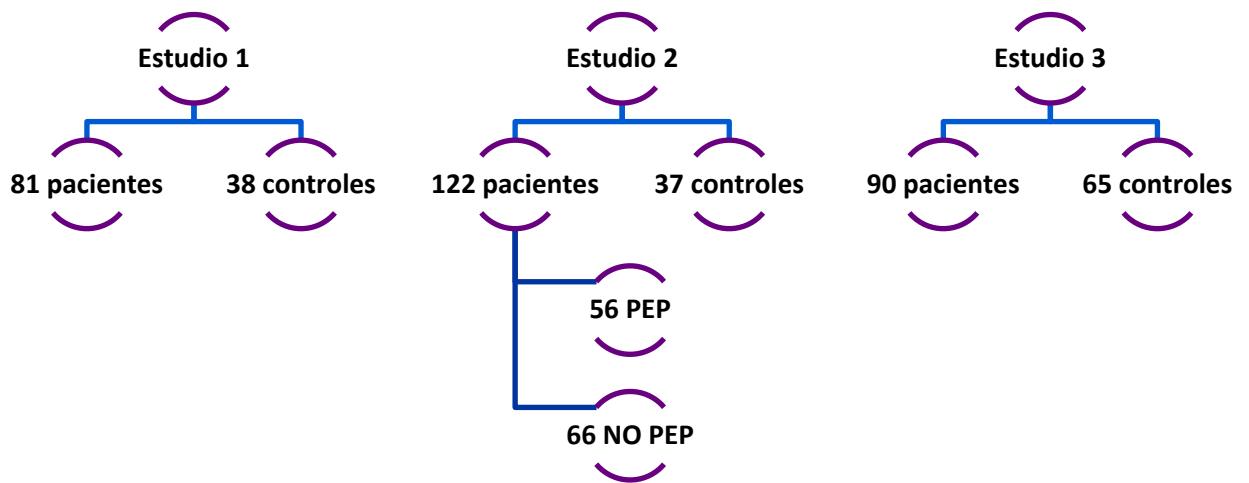 Estudio 1
Estudio 2
Estudio 3
81 pacientes
38 controles
122 pacientes
37 controles
90 pacientes
65 controles
56 PEP
66 NO PEP